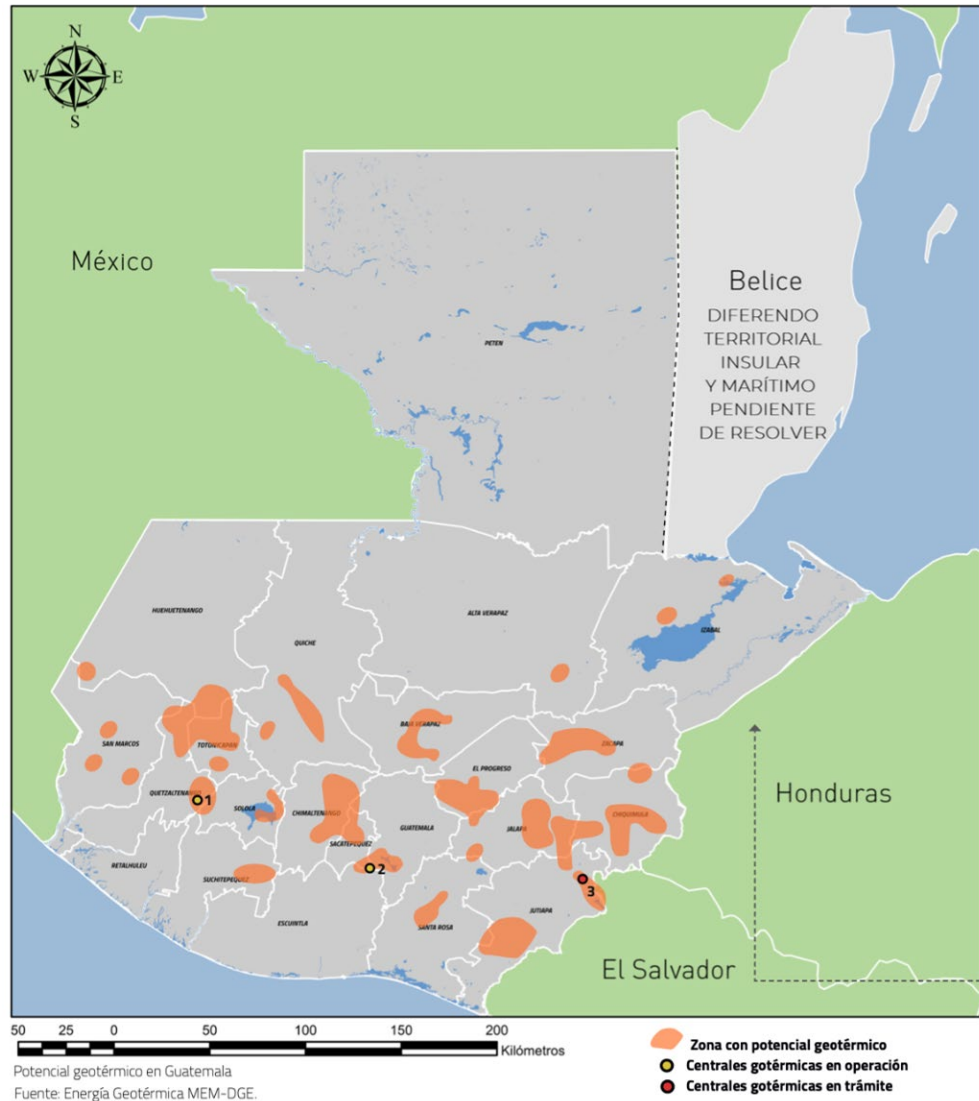 N
W
E
S
México
Belice
DIFERENDO
TERRITORIAL
INSULAR
Y MARÍTIMO
PENDIENTE
DE RESOLVER
PETEN
HUEHUETENANGO
QUICHE
ALTA VERAPAZ
IZABAL
SAN MARCOS
TOTONICAPAN
BAJA VERAPAZ
ZACAPA
EL PROGRESO
QUETZALTENANGO
1
SOLOLA
CHIMALTENANGO
GUATEMALA
JALAPA
CHIQUIMULA
Honduras
SACATEPEQUEZ
RETALHULEU
SUCHITEPEQUEZ
2
3
ESCUINTLA
SANTA ROSA
JUTIAPA
El Salvador
50 25 0 50 100 150 200
Kilómetros
Zona con potencial geotérmico
Centrales gotérmicas en operación
Centrales gotérmicas en trámite
Potencial geotérmico en Guatemala
Fuente: Energía Geotérmica MEM-DGE.